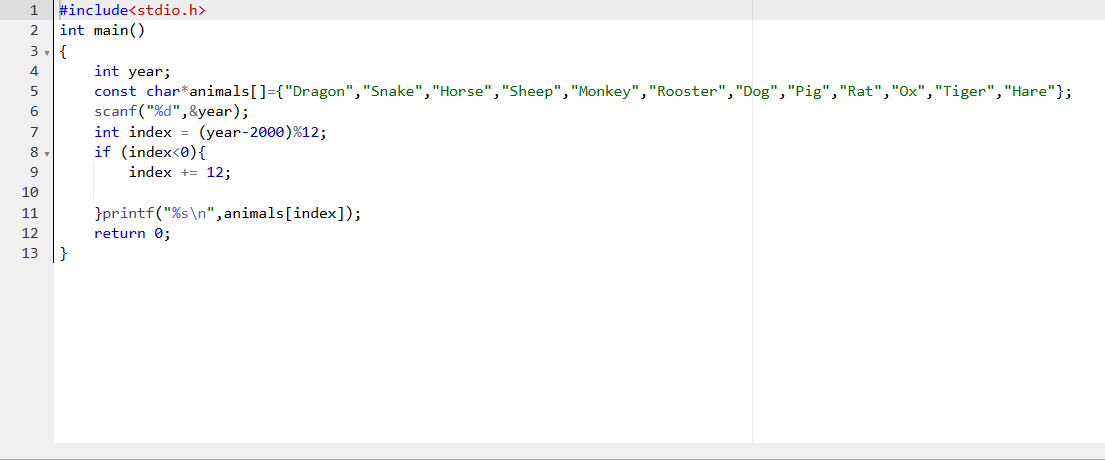 1 #include<stdio.h>
2 int main()
3 {
4     int year;
5     const char*animals[]={"Dragon","Snake","Horse","Sheep","Monkey","Rooster","Dog","Pig","Rat","Ox","Tiger","Hare"};
6     scanf("%d",&year);
7     int index = (year-2000)%12;
8     if (index<0){
9         index += 12;
10
11     }printf("%s\n",animals[index]);
12     return 0;
13 }